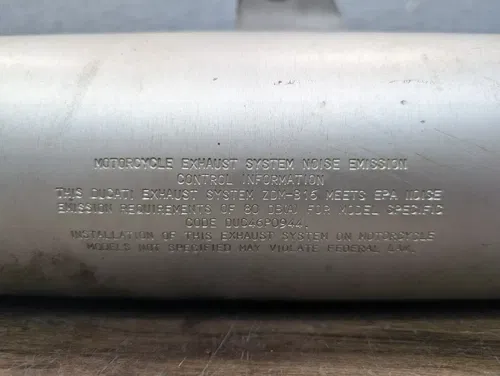 MOTORCYCLE EXHAUST SYSTEM NOISE EMISSION
CONTROL INFORMATION
THIS DUCATI EXHAUST SYSTEM ZDM-916 MEETS EPA NOISE
EMISSION REQUIREMENTS OF 80 dBA FOR MODEL SPECIFIC
CODE
INSTALLATION OF THIS EXHAUST SYSTEM ON MOTORCYCLE
MODELS NOT SPECIFIED MAY VIOLATE FEDERAL LAW.